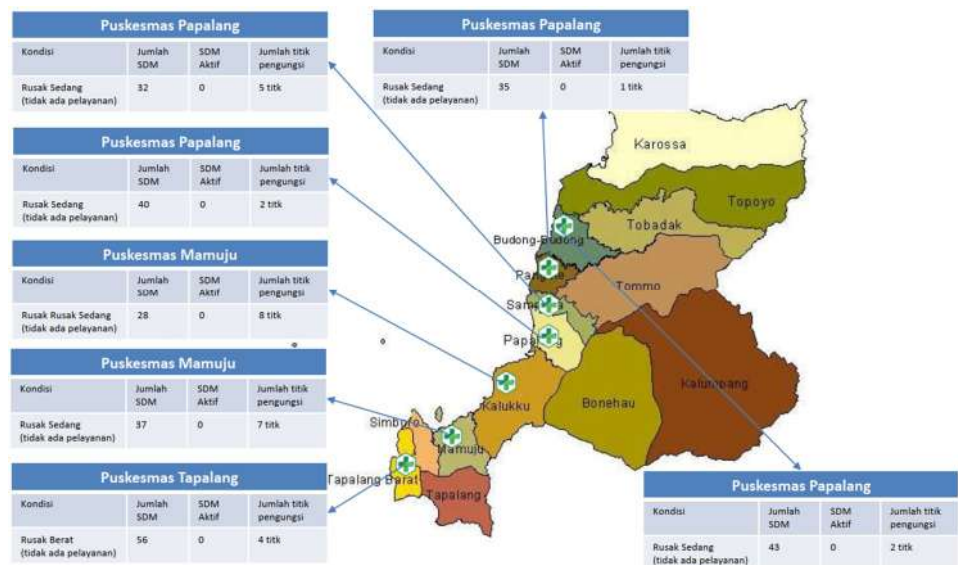 Puskesmas Papalang
Kondisi Jumlah SDM SDM Aktif Jumlah titik pengungsi
Rusak Sedang (tidak ada pelayanan) 32 0 5 titk
Puskesmas Papalang
Kondisi Jumlah SDM SDM Aktif Jumlah titik pengungsi
Rusak Sedang (tidak ada pelayanan) 35 0 1 titk
Puskesmas Papalang
Kondisi Jumlah SDM SDM Aktif Jumlah titik pengungsi
Rusak Sedang (tidak ada pelayanan) 40 0 2 titk
Puskesmas Mamuju
Kondisi Jumlah SDM SDM Aktif Jumlah titik pengungsi
Rusak Rusak Sedang (tidak ada pelayanan) 28 0 8 titk
Puskesmas Mamuju
Kondisi Jumlah SDM SDM Aktif Jumlah titik pengungsi
Rusak Sedang (tidak ada pelayanan) 37 0 7 titk
Puskesmas Tapalang
Kondisi Jumlah SDM SDM Aktif Jumlah titik pengungsi
Rusak Berat (tidak ada pelayanan) 56 0 4 titk
Karossa
Topoyo
Tobadak
Budong-Budong
Tommo
Kalumpang
Bonehau
Kalukku
Mamuju
Tapalang Barat
Tapalang
Puskesmas Papalang
Kondisi Jumlah SDM SDM Aktif Jumlah titik pengungsi
Rusak Sedang (tidak ada pelayanan) 43 0 2 titk